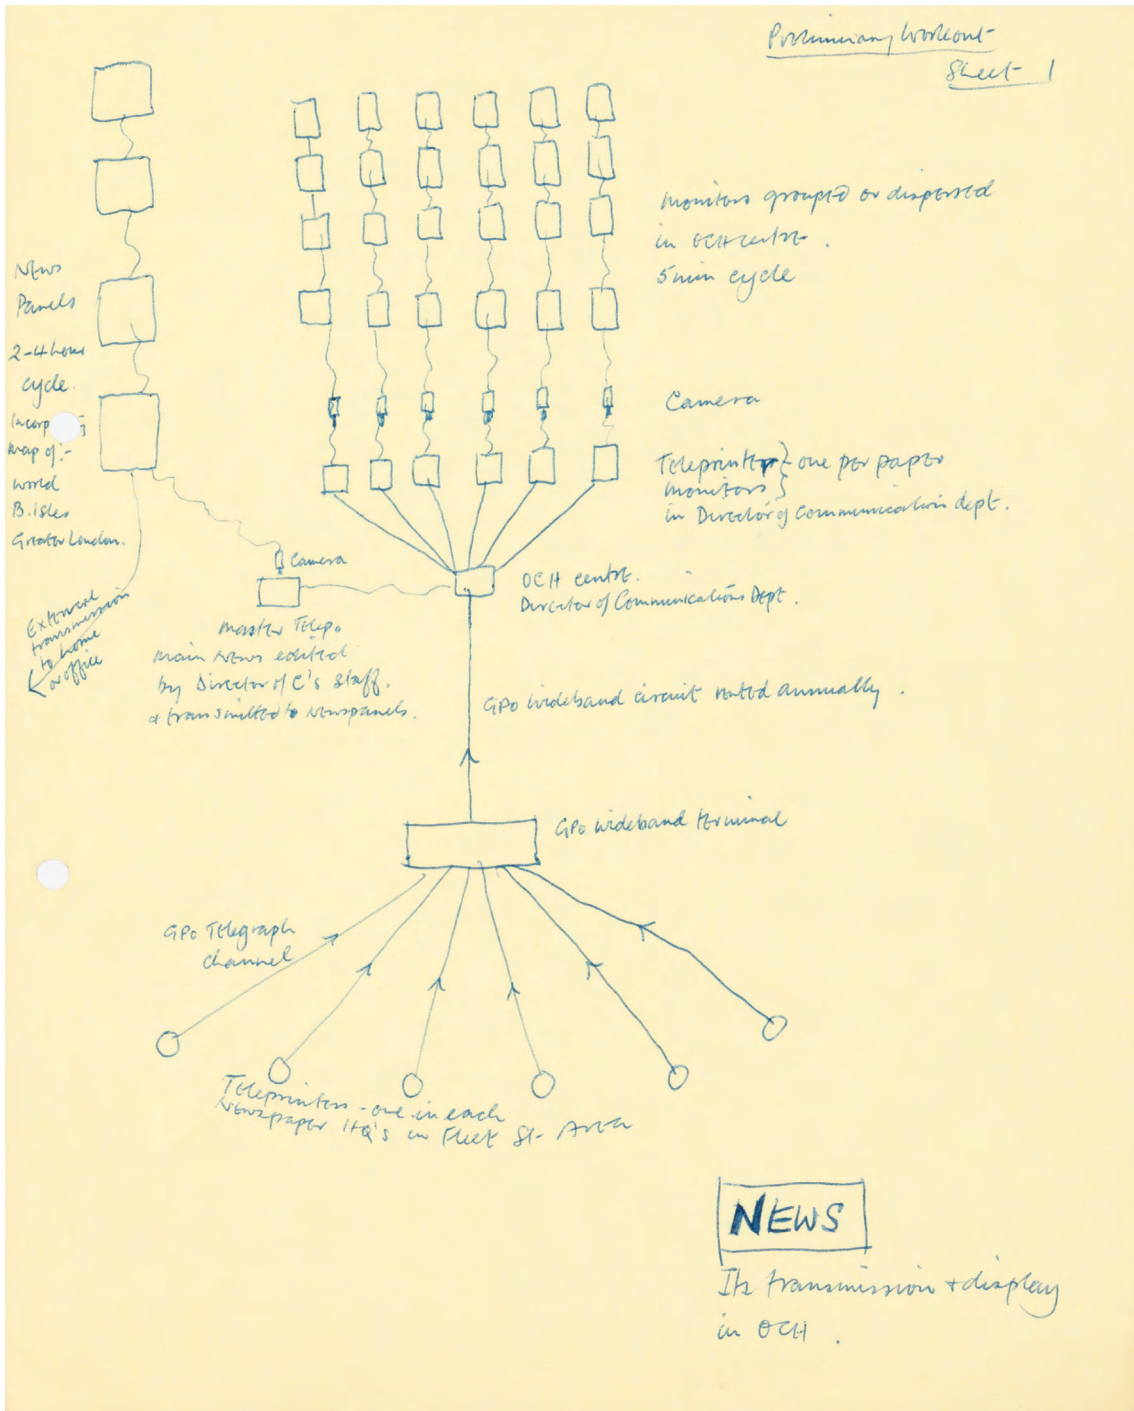 Preliminary Workout
Sheet 1
Monitors grouped or dispersed
in OCH centre.
5 min cycle
News
Panels
2-4 hour
cycle.
Incorp
map of:-
World
B. Isles
Greater London.
Camera
Teleprinter } one per paper
monitors }
in Director of Communication dept.
Camera
OCH centre.
Director of Communications Dept.
External
transmission
to home
or office
Master Telep.
Main News edited
by Director of C's staff.
& transmitted to Newspanels.
GPO Wideband circuit rented annually.
GPO Wideband terminal
GPO Telegraph
Channel
Teleprinters - one in each
Newspaper HQ's in Fleet St- Area
NEWS
Its transmission + display
in OCH.